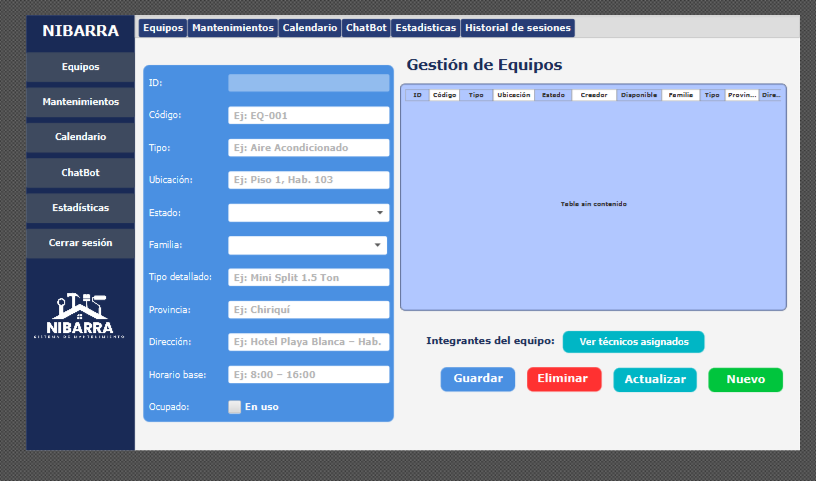 NIBARRA
Equipos
Mantenimientos
Calendario
ChatBot
Estadísticas
Cerrar sesión
NIBARRA
SISTEMA DE MANTENIMIENTO
Equipos Mantenimientos Calendario ChatBot Estadisticas Historial de sesiones
ID:
Código: Ej: EQ-001
Tipo: Ej: Aire Acondicionado
Ubicación: Ej: Piso 1, Hab. 103
Estado:
Familia:
Tipo detallado: Ej: Mini Split 1.5 Ton
Provincia: Ej: Chiriquí
Dirección: Ej: Hotel Playa Blanca – Hab.
Horario base: Ej: 8:00 – 16:00
Ocupado: En uso
Gestión de Equipos
ID Código Tipo Ubicación Estado Creador Disponible Familia Tipo Provin... Dire...
Tabla sin contenido
Integrantes del equipo: Ver técnicos asignados
Guardar Eliminar Actualizar Nuevo